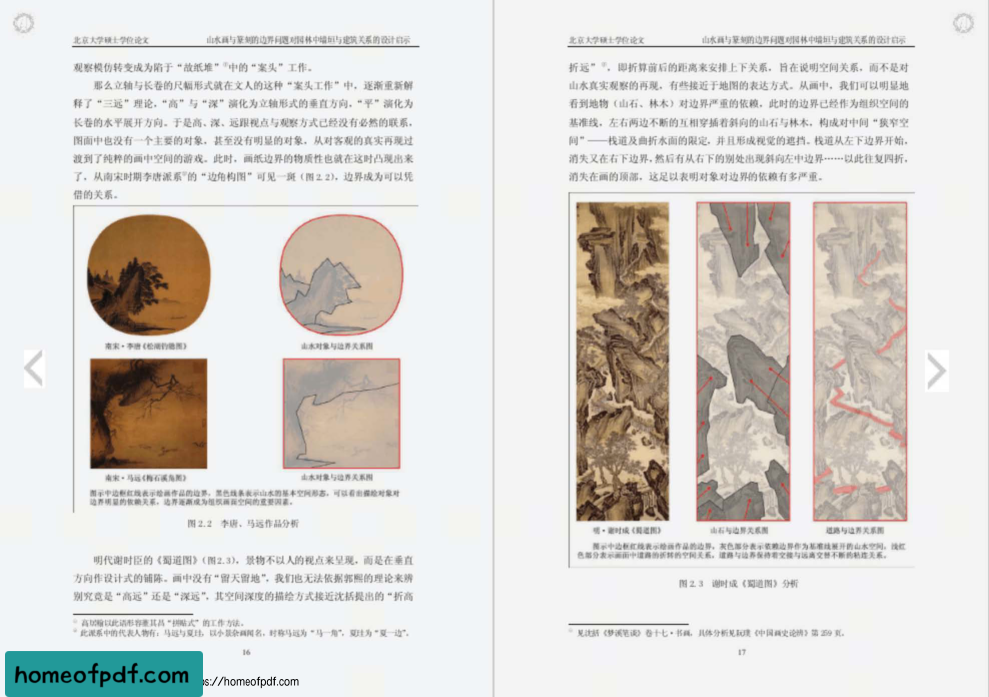 北京大学硕士学位论文
山水画与篆刻的边界问题对园林中墙垣与建筑关系的设计启示
观察模仿转变成为陷于“故纸堆”①中的“案头”工作。
那么立轴与长卷的尺幅形式就在文人的这种“案头工作”中，逐渐重新解
释了“三远”理论，“高”与“深”演化为立轴形式的垂直方向、“平”演化为
长卷的水平展开方向。于是高、深、远跟视点与观察方式已经没有必然的联系，
图面中也没有一个主要的对象，甚至没有明显的对象，从对客观的真实再现过
渡到了纯粹的画中空间的游戏。此时，画纸边界的物质性也就在这时凸现出来
了，从南宋时期李唐派系②的“边角构图”可见一斑（图2.2），边界成为可以凭
借的关系。
南宋·李唐《松湖钓隐图》
山水对象与边界关系图
南宋·马远《梅石溪凫图》
山水对象与边界关系图
图示中边框红线表示绘画作品的边界，黑色线条表示山水的基本空间形态，可以看出描绘对象对
边界明显的依赖关系，边界逐渐成为组织画面空间的重要因素。
图 2.2 李唐、马远作品分析
明代谢时臣的《蜀道图》（图2.3），景物不以人的视点来呈现，而是在垂直
方向作设计式的铺陈。画中没有“留天留地”，我们也无法依据郭熙的理论来辨
别究竟是“高远”还是“深远”，其空间深度的描绘方式接近沈括提出的“折高
① 高居翰以此语形容董其昌“拼贴式”的工作方法。
② 此派系中的代表人物有：马远与夏圭，以小景杂画闻名，时称马远为“马一角”，夏圭为“夏一边”。
16
北京大学硕士学位论文
山水画与篆刻的边界问题对园林中墙垣与建筑关系的设计启示
折远”①，即折算前后的距离来安排上下关系，旨在说明空间关系，而不是对
山水真实观察的再现，有些接近于地图的表达方式。从画中，我们可以明显地
看到地物（山石、林木）对边界严重的依赖，此时的边界已经作为组织空间的
基准线，左右两边不断的互相穿插着斜向的山石与林木，构成对中间“狭窄空
间”——栈道及曲折水面的限定，并且形成视觉的遮挡。栈道从左下边界开始，
消失又在右下边界，然后有从右下的别处出现斜向左中边界……以此往复四折，
消失在画的顶部，这足以表明对象对边界的依赖有多严重。
明·谢时成《蜀道图》
山石与边界关系图
道路与边界关系图
图示中边框红线表示绘画作品的边界，灰色部分表示依赖边界作为基准线展开的山水空间，浅红
色部分表示画面中道路的折转的空间关系，道路与边界保持着交接与远离交替不断的粘连关系。
图 2.3 谢时成《蜀道图》分析
① 见沈括《梦溪笔谈》卷十七·书画，具体分析见阮璞《中国画史论辨》第 259 页。
17
homeofpdf.com
ps://homeofpdf.com